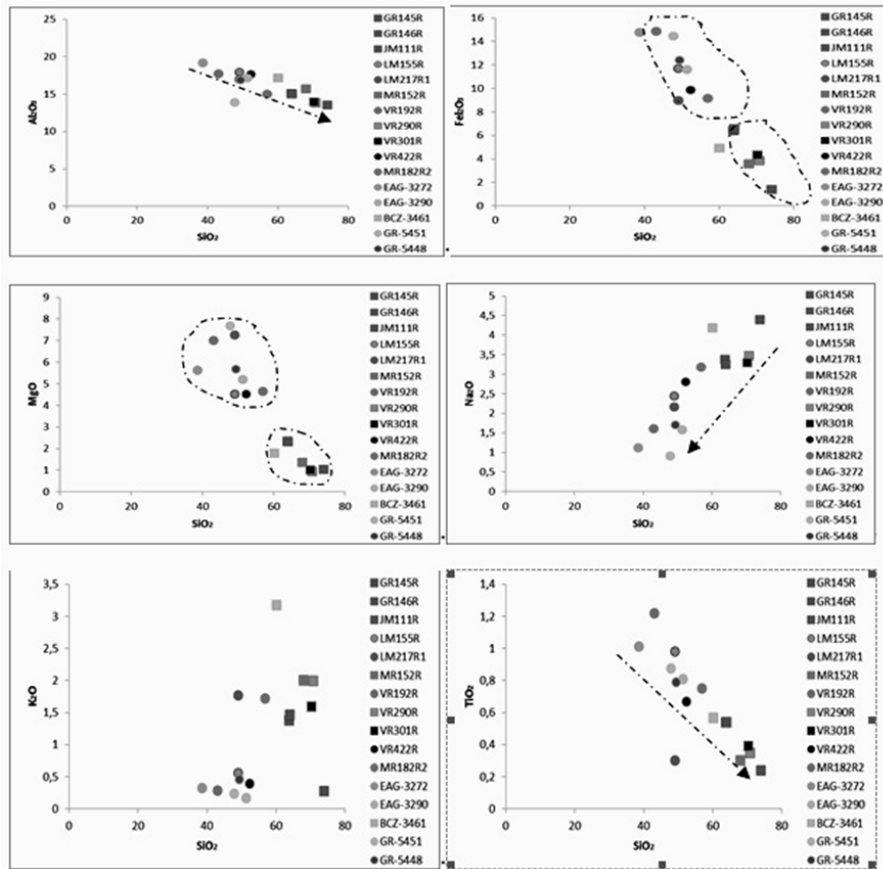 Al₂O₃
25
20
15
10
5
0
0 20 40 60 80
SiO₂
GR145R
GR146R
JM111R
LM155R
LM217R1
MR152R
VR192R
VR290R
VR301R
VR422R
MR182R2
EAG-3272
EAG-3290
BCZ-3461
GR-5451
GR-5448
Fe₂O₃
16
14
12
10
8
6
4
2
0
0 20 40 60 80
SiO₂
GR145R
GR146R
JM111R
LM155R
LM217R1
MR152R
VR192R
VR290R
VR301R
VR422R
MR182R2
EAG-3272
EAG-3290
BCZ-3461
GR-5451
GR-5448
MgO
9
8
7
6
5
4
3
2
1
0
0 20 40 60 80
SiO₂
GR145R
GR146R
JM111R
LM155R
LM217R1
MR152R
VR192R
VR290R
VR301R
VR422R
MR182R2
EAG-3272
EAG-3290
BCZ-3461
GR-5451
GR-5448
Na₂O
5
4,5
4
3,5
3
2,5
2
1,5
1
0,5
0
0 20 40 60 80
SiO₂
GR145R
GR146R
JM111R
LM155R
LM217R1
MR152R
VR192R
VR290R
VR301R
VR422R
MR182R2
EAG-3272
EAG-3290
BCZ-3461
GR-5451
GR-5448
K₂O
3,5
3
2,5
2
1,5
1
0,5
0
0 20 40 60 80
SiO₂
GR145R
GR146R
JM111R
LM155R
LM217R1
MR152R
VR192R
VR290R
VR301R
VR422R
MR182R2
EAG-3272
EAG-3290
BCZ-3461
GR-5451
GR-5448
TiO₂
1,4
1,2
1
0,8
0,6
0,4
0,2
0
0 20 40 60 80
SiO₂
GR145R
GR146R
JM111R
LM155R
LM217R1
MR152R
VR192R
VR290R
VR301R
VR422R
MR182R2
EAG-3272
EAG-3290
BCZ-3461
GR-5451
GR-5448